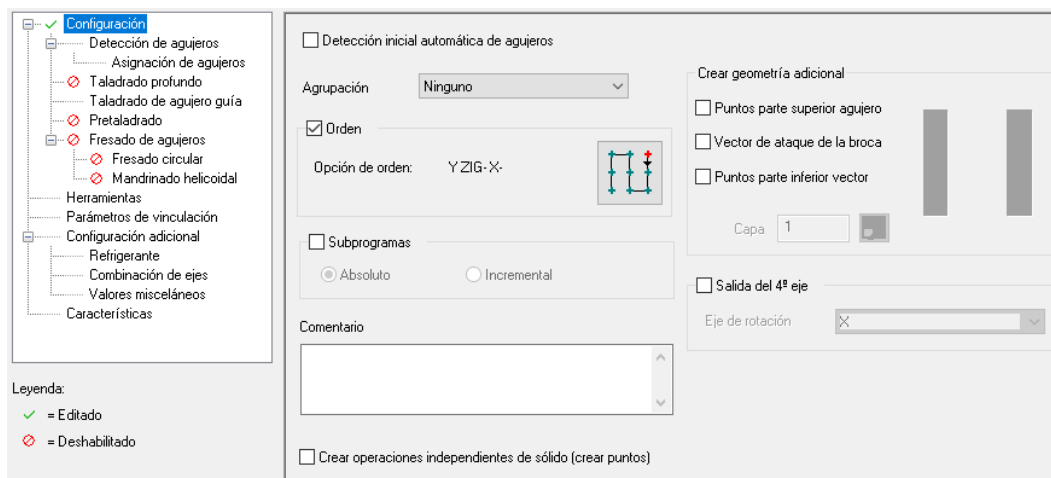 Configuración
Detección de agujeros
Asignación de agujeros
Taladrado profundo
Taladrado de agujero guía
Pretaladrado
Fresado de agujeros
Fresado circular
Mandrinado helicoidal
Herramientas
Parámetros de vinculación
Configuración adicional
Refrigerante
Combinación de ejes
Valores misceláneos
Características
Leyenda:
= Editado
= Deshabilitado
Detección inicial automática de agujeros
Agrupación Ninguno
Orden
Opción de orden: Y ZIG- X-
Subprogramas
Absoluto Incremental
Comentario
Crear operaciones independientes de sólido (crear puntos)
Crear geometría adicional
Puntos parte superior agujero
Vector de ataque de la broca
Puntos parte inferior vector
Capa 1
Salida del 4º eje
Eje de rotación X